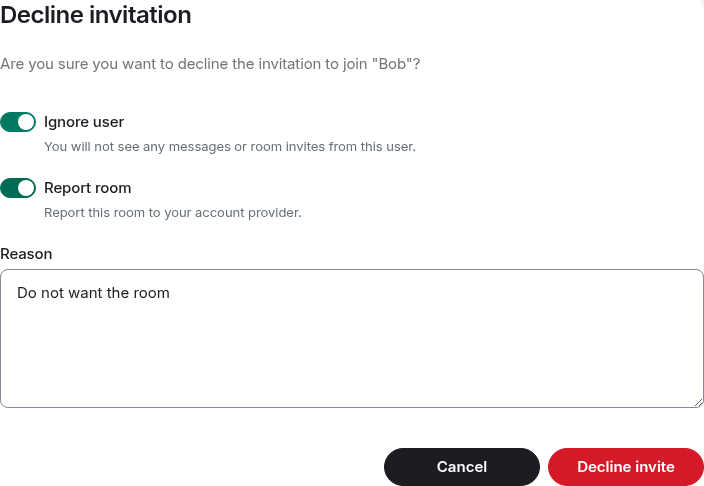 Decline invitation
Are you sure you want to decline the invitation to join "Bob"?
Ignore user
You will not see any messages or room invites from this user.
Report room
Report this room to your account provider.
Reason
Do not want the room
Cancel
Decline invite